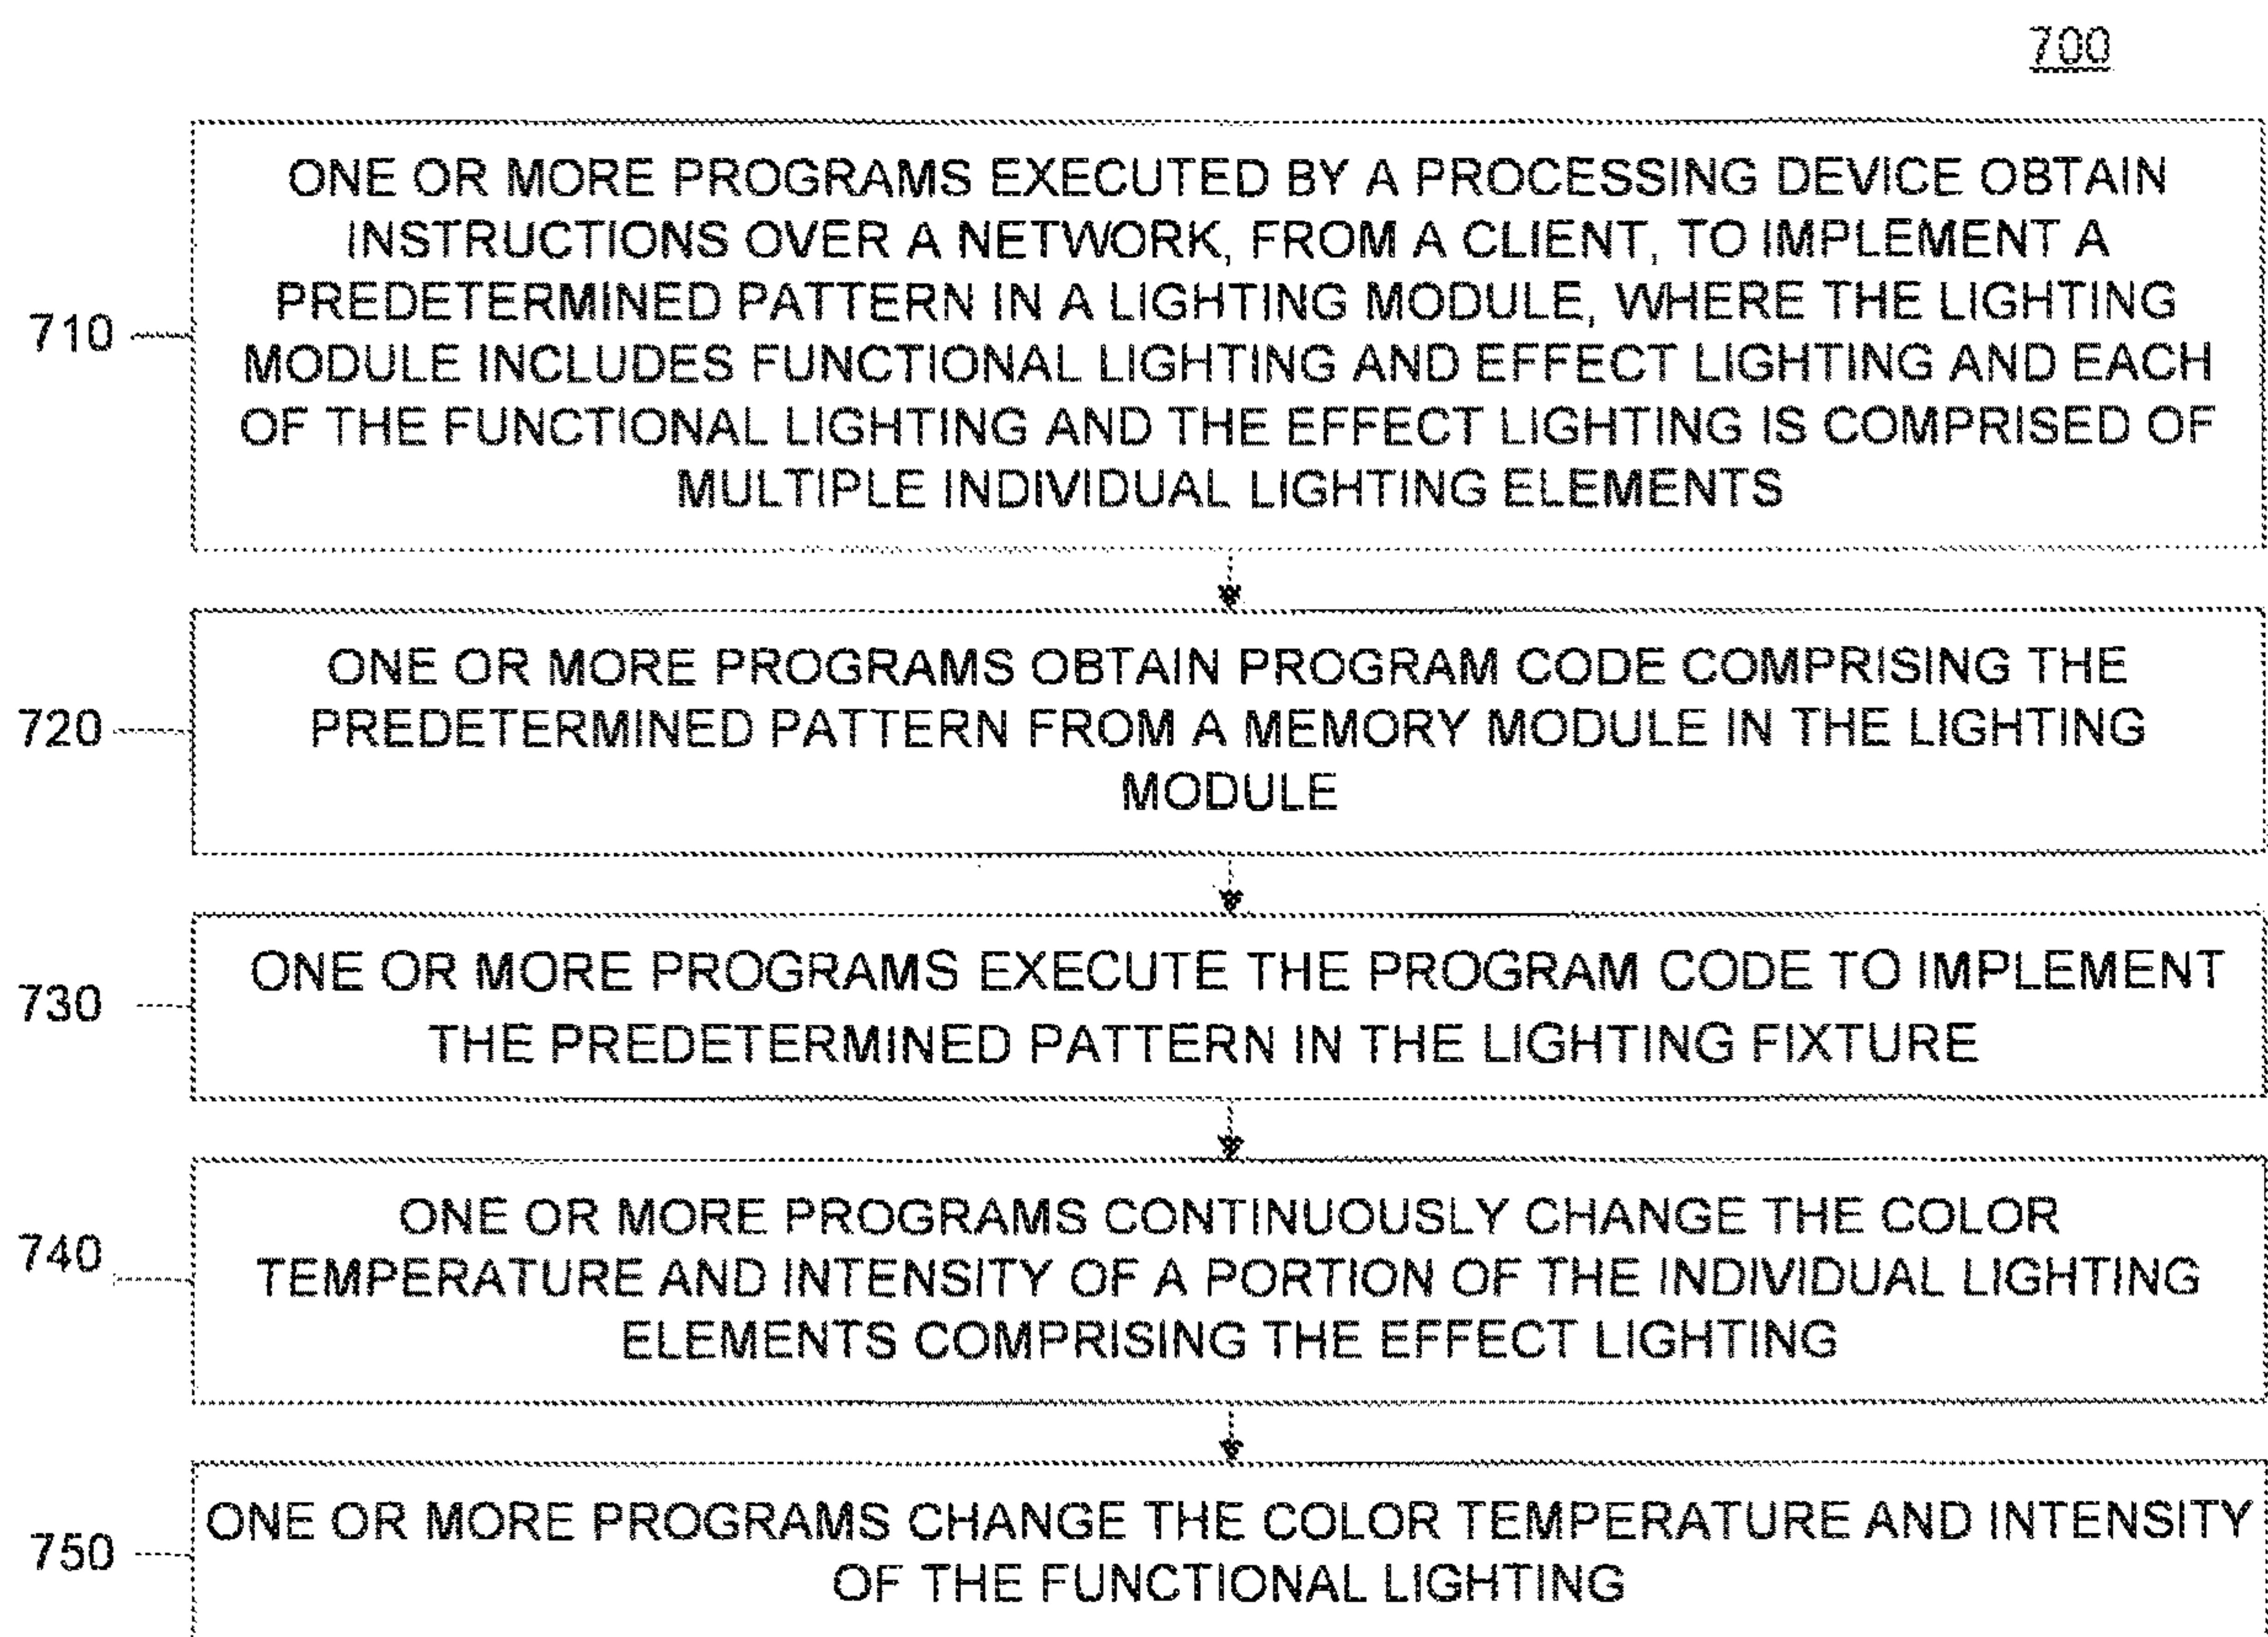 700
ONE OR MORE PROGRAMS EXECUTED BY A PROCESSING DEVICE OBTAIN
INSTRUCTIONS OVER A NETWORK, FROM A CLIENT, TO IMPLEMENT A
PREDETERMINED PATTERN IN A LIGHTING MODULE, WHERE THE LIGHTING
710
MODULE INCLUDES FUNCTIONAL LIGHTING AND EFFECT LIGHTING AND EACH
OF THE FUNCTIONAL LIGHTING AND THE EFFECT LIGHTING IS COMPRISED OF
MULTIPLE INDIVIDUAL LIGHTING ELEMENTS
ONE OR MORE PROGRAMS OBTAIN PROGRAM CODE COMPRISING THE
720
PREDETERMINED PATTERN FROM A MEMORY MODULE IN THE LIGHTING
MODULE
730
ONE OR MORE PROGRAMS EXECUTE THE PROGRAM CODE TO IMPLEMENT
THE PREDETERMINED PATTERN IN THE LIGHTING FIXTURE
740
ONE OR MORE PROGRAMS CONTINUOUSLY CHANGE THE COLOR
TEMPERATURE AND INTENSITY OF A PORTION OF THE INDIVIDUAL LIGHTING
ELEMENTS COMPRISING THE EFFECT LIGHTING
750
ONE OR MORE PROGRAMS CHANGE THE COLOR TEMPERATURE AND INTENSITY
OF THE FUNCTIONAL LIGHTING